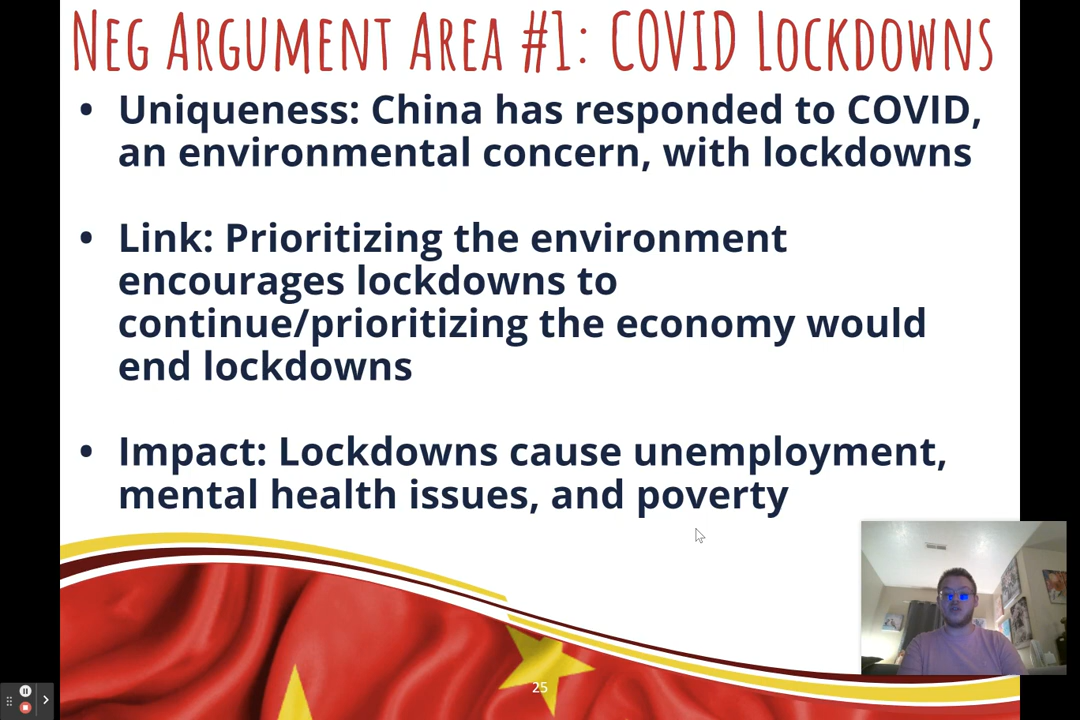 NEG ARGUMENT AREA #1: COVID LOCKDOWNS
• Uniqueness: China has responded to COVID,
an environmental concern, with lockdowns
• Link: Prioritizing the environment
encourages lockdowns to
continue/prioritizing the economy would
end lockdowns
• Impact: Lockdowns cause unemployment,
mental health issues, and poverty
25